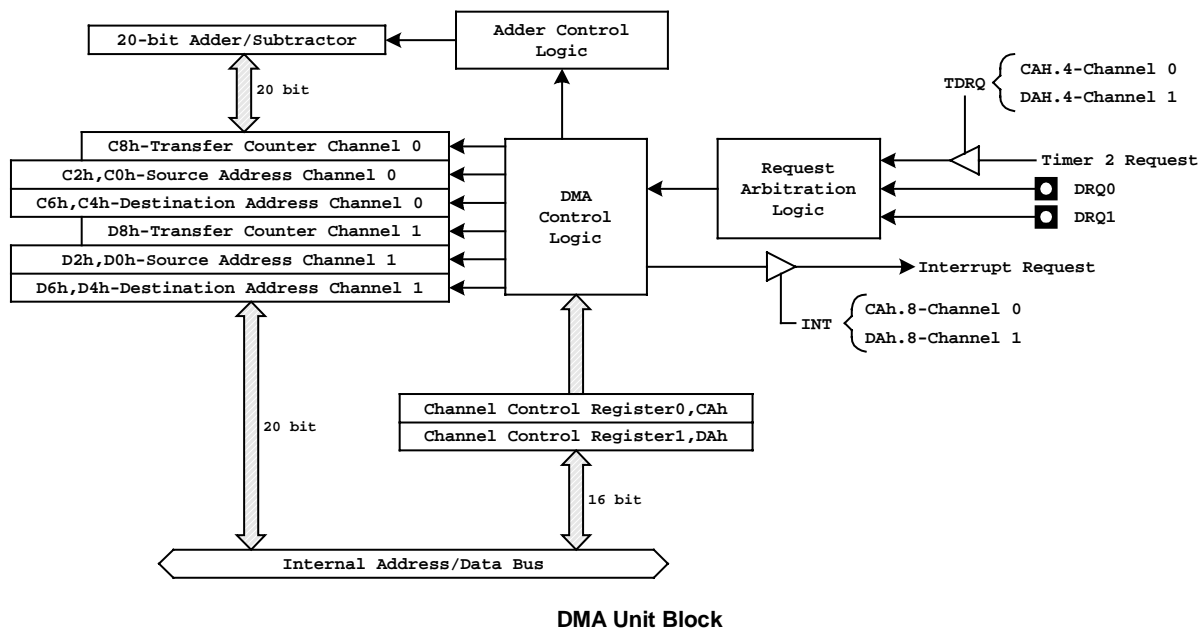 20-bit Adder/Subtractor
Adder Control
Logic
20 bit
TDRQ
CAH.4-Channel 0
DAH.4-Channel 1
C8h-Transfer Counter Channel 0
C2h,C0h-Source Address Channel 0
C6h,C4h-Destination Address Channel 0
D8h-Transfer Counter Channel 1
D2h,D0h-Source Address Channel 1
D6h,D4h-Destination Address Channel 1
DMA
Control
Logic
Request
Arbitration
Logic
Timer 2 Request
DRQ0
DRQ1
Interrupt Request
INT
CAh.8-Channel 0
DAh.8-Channel 1
Channel Control Register0,CAh
Channel Control Register1,DAh
20 bit
16 bit
Internal Address/Data Bus
DMA Unit Block